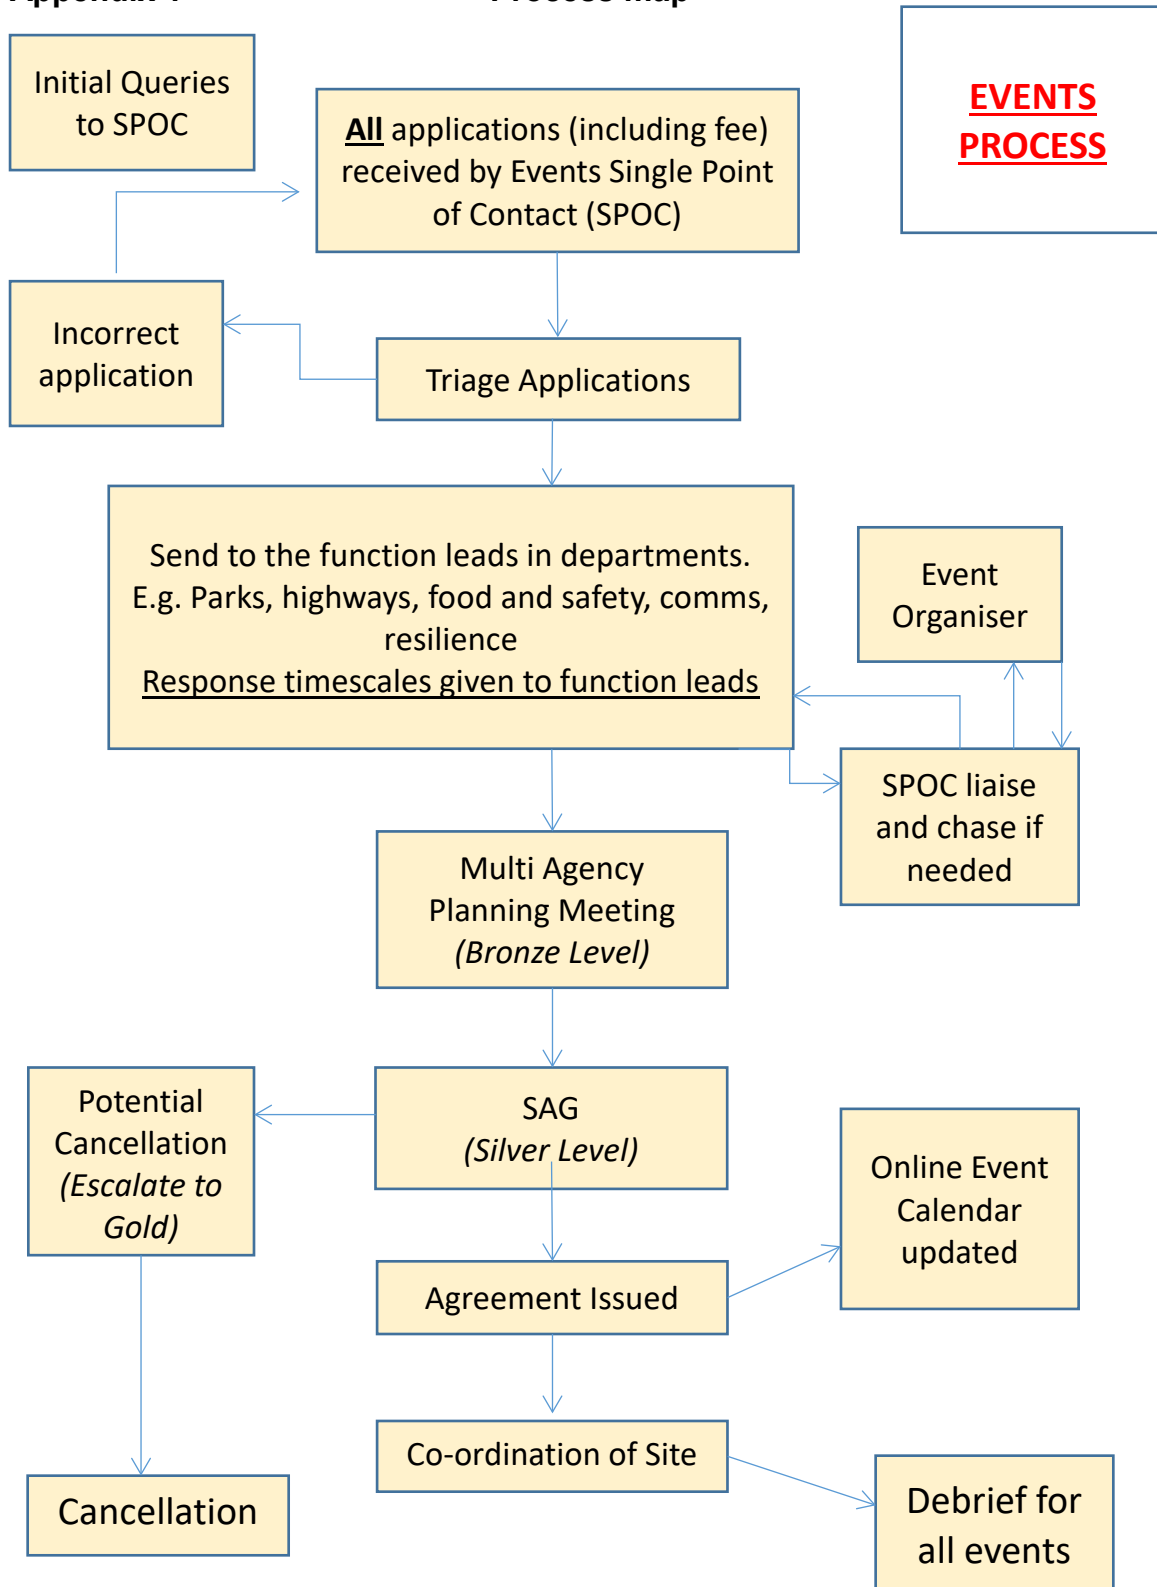 Initial Queries
to SPOC
All applications (including fee)
received by Events Single Point
of Contact (SPOC)
EVENTS
PROCESS
Incorrect
application
Triage Applications
Send to the function leads in departments.
E.g. Parks, highways, food and safety, comms,
resilience
Response timescales given to function leads
Event
Organiser
SPOC liaise
and chase if
needed
Multi Agency
Planning Meeting
(Bronze Level)
Potential
Cancellation
(Escalate to
Gold)
SAG
(Silver Level)
Online Event
Calendar
updated
Agreement Issued
Co-ordination of Site
Cancellation
Debrief for
all events